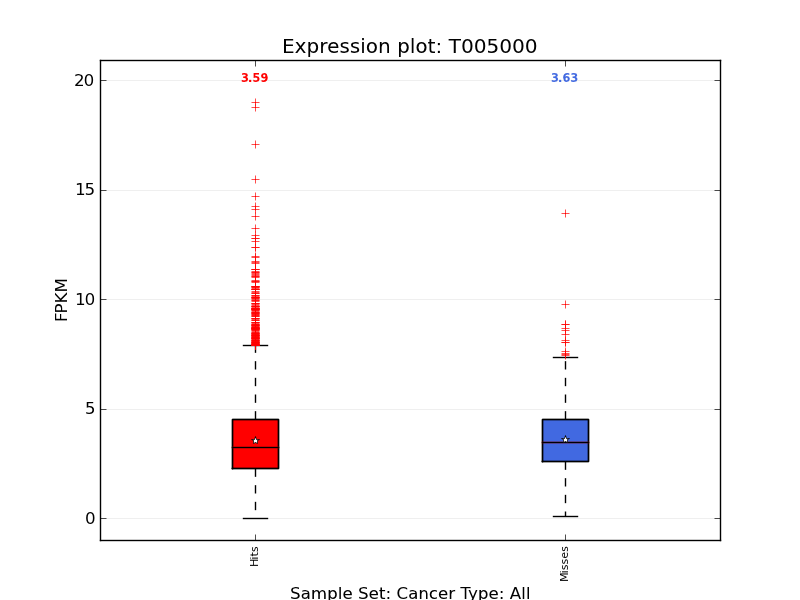 Expression plot: T005000
3.59
3.63
20
15
10
5
0
FPKM
Hits
Misses
Sample Set: Cancer Type: All